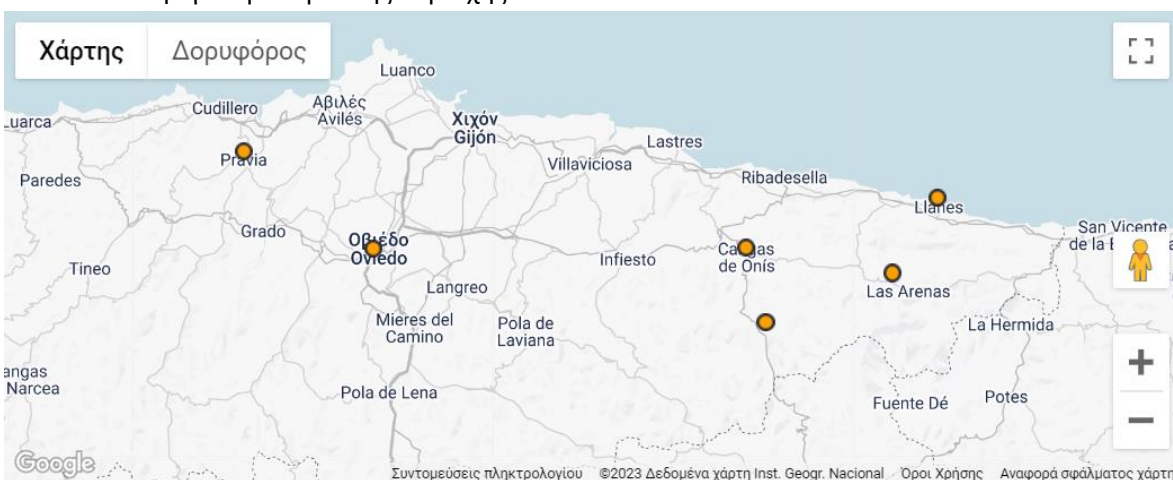 Χάρτης
Δορυφόρος
Luanco
Cudillero
Αβιλές
Avilés
Χιχόν
Gijón
Luarca
Lastres
Pravia
Villaviciosa
Paredes
Ribadesella
Llanes
Grado
Οβιέδο
Oviedo
San Vicente
de la B
Cangas
de Onís
Infiesto
Tineo
Langreo
Las Arenas
Mieres del
Camino
Pola de
Laviana
La Hermida
angas
Narcea
Pola de Lena
Fuente Dé
Potes
+
−
Google
Συντομεύσεις πληκτρολογίου ©2023 Δεδομένα χάρτη Inst. Geogr. Nacional Όροι Χρήσης Αναφορά σφάλματος χάρτη